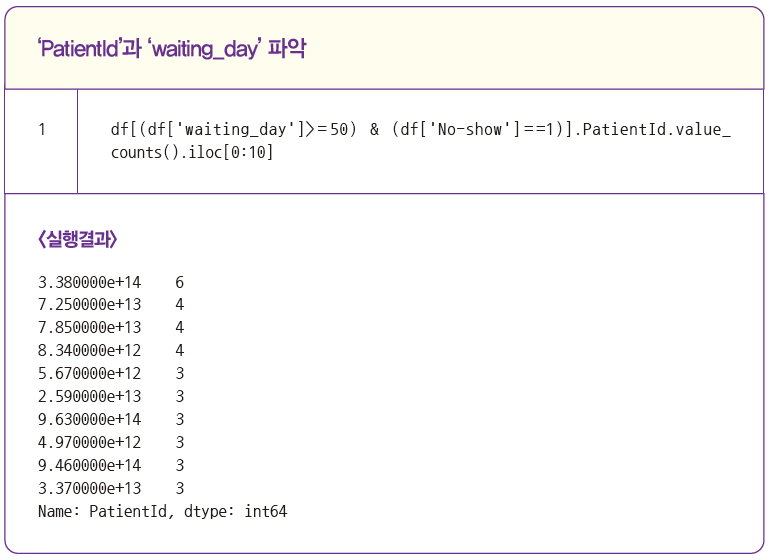 ‘PatientId’과 ‘waiting_day’ 파악
1
df[(df['waiting_day']>=50) & (df['No-show']==1)].PatientId.value_
counts().iloc[0:10]
<실행결과>
3.380000e+14 6
7.250000e+13 4
7.850000e+13 4
8.340000e+12 4
5.670000e+12 3
2.590000e+13 3
9.630000e+14 3
4.970000e+12 3
9.460000e+14 3
3.370000e+13 3
Name: PatientId, dtype: int64